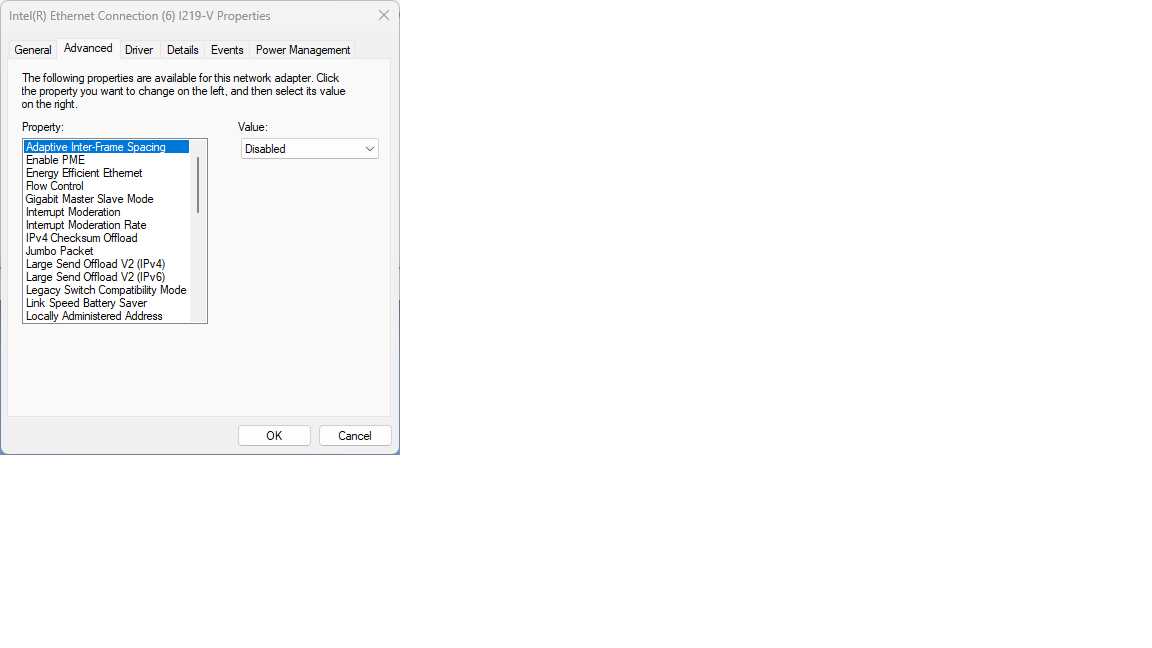 Intel(R) Ethernet Connection (6) I219-V Properties
General Advanced Driver Details Events Power Management
The following properties are available for this network adapter. Click
the property you want to change on the left, and then select its value
on the right.
Property:
Value:
Adaptive Inter-Frame Spacing
Enable PME
Energy Efficient Ethernet
Flow Control
Gigabit Master Slave Mode
Interrupt Moderation
Interrupt Moderation Rate
IPv4 Checksum Offload
Jumbo Packet
Large Send Offload V2 (IPv4)
Large Send Offload V2 (IPv6)
Legacy Switch Compatibility Mode
Link Speed Battery Saver
Locally Administered Address
Disabled
OK
Cancel